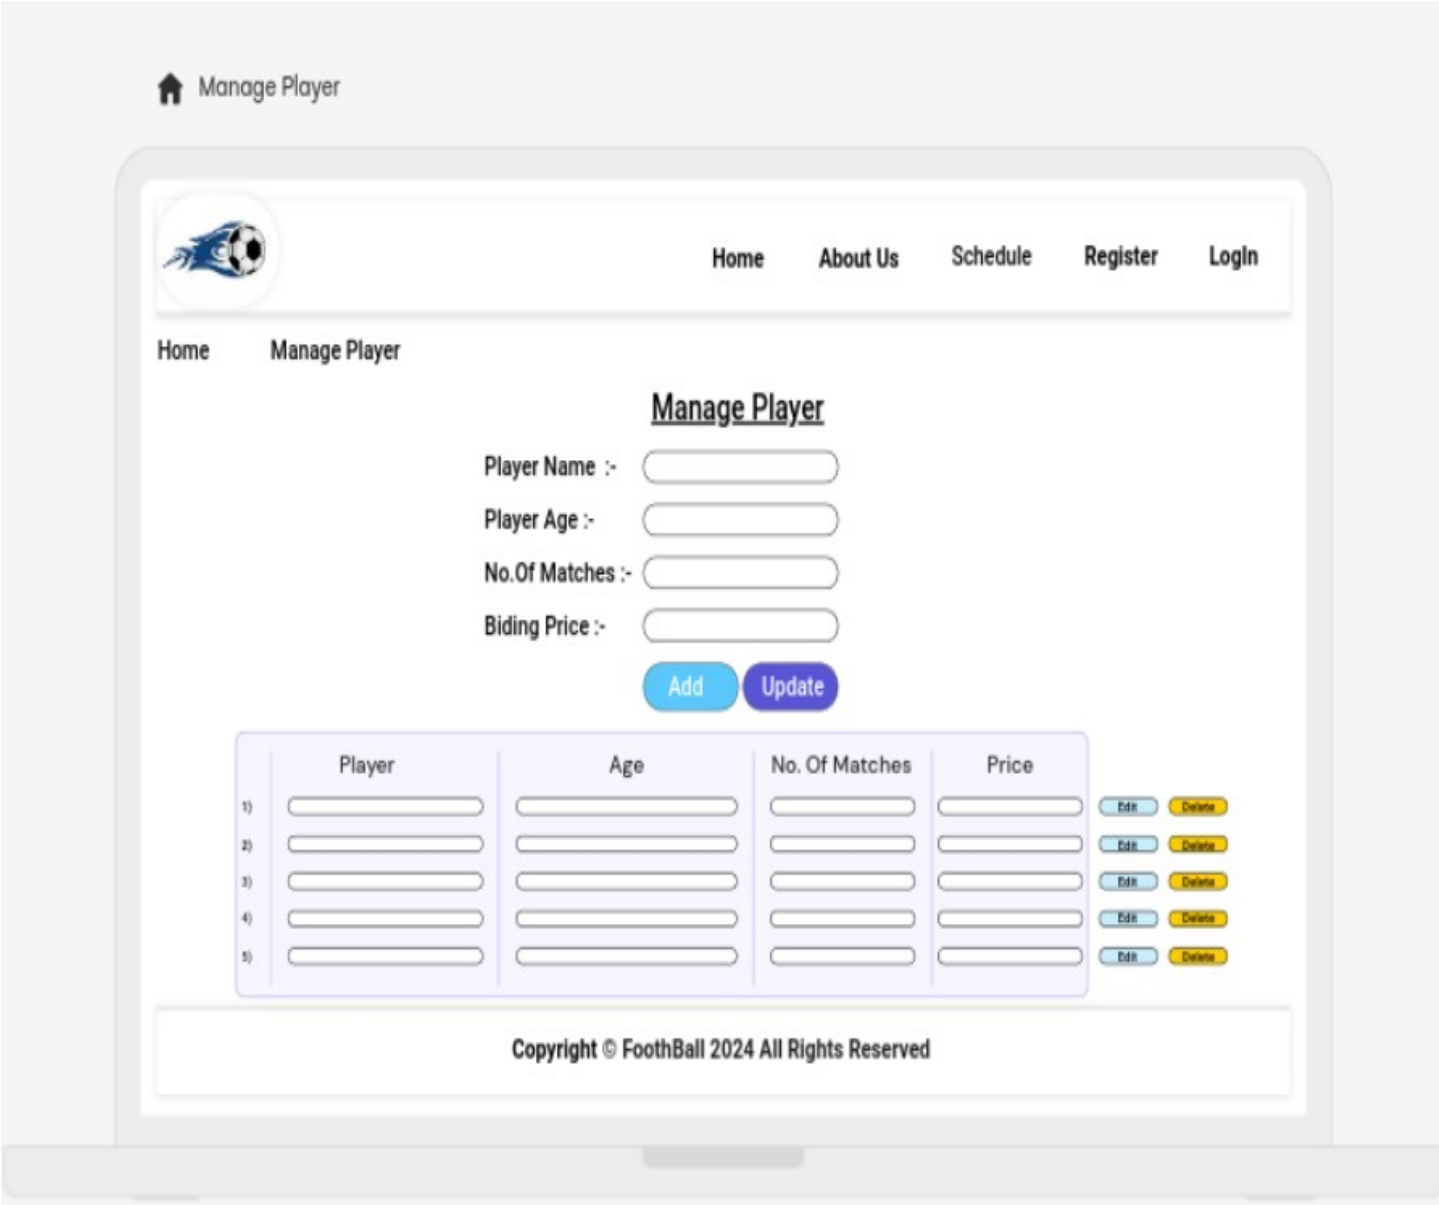 Manage Player
Home About Us Schedule Register LogIn
Home Manage Player
Manage Player
Player Name :-
Player Age :-
No.Of Matches :-
Biding Price :-
Add Update
Player Age No. Of Matches Price
1) Edit Delete
2) Edit Delete
3) Edit Delete
4) Edit Delete
5) Edit Delete
Copyright © FoothBall 2024 All Rights Reserved